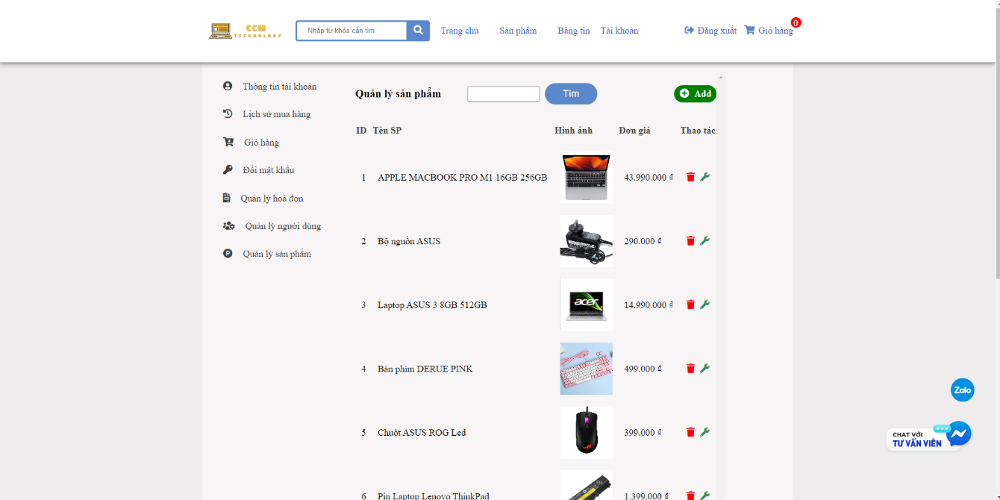 CCM
TECHNOLOGY
Nhập từ khóa cần tìm
Trang chủ
Sản phẩm
Bảng tin
Tài khoản
Đăng xuất
Giỏ hàng
0
Thông tin tài khoản
Lịch sử mua hàng
Giỏ hàng
Đổi mật khẩu
Quản lý hoá đơn
Quản lý người dùng
Quản lý sản phẩm
Quản lý sản phẩm
Tìm
Add
ID Tên SP Hình ảnh Đơn giá Thao tác
1 APPLE MACBOOK PRO M1 16GB 256GB 43.990.000 ₫
2 Bộ nguồn ASUS 290.000 ₫
3 Laptop ASUS 3 8GB 512GB acer 14.990.000 ₫
4 Bàn phím DERUE PINK 499.000 ₫
5 Chuột ASUS ROG Led 399.000 ₫
6 Pin Laptop Lenovo ThinkPad 1.399.000 ₫
Zalo
CHAT VỚI
TƯ VẤN VIÊN